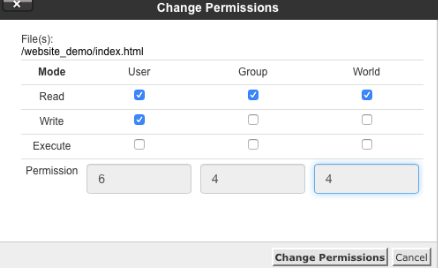 Change Permissions
File(s):
/website_demo/index.html
Mode User Group World
Read
Write
Execute
Permission 6 4 4
Change Permissions Cancel